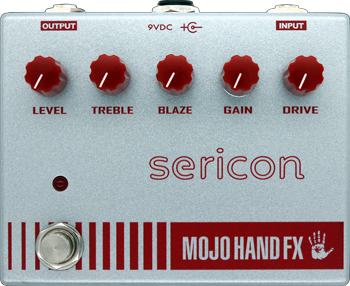 OUTPUT 9VDC INPUT
LEVEL TREBLE BLAZE GAIN DRIVE
sericon
MOJO HAND FX